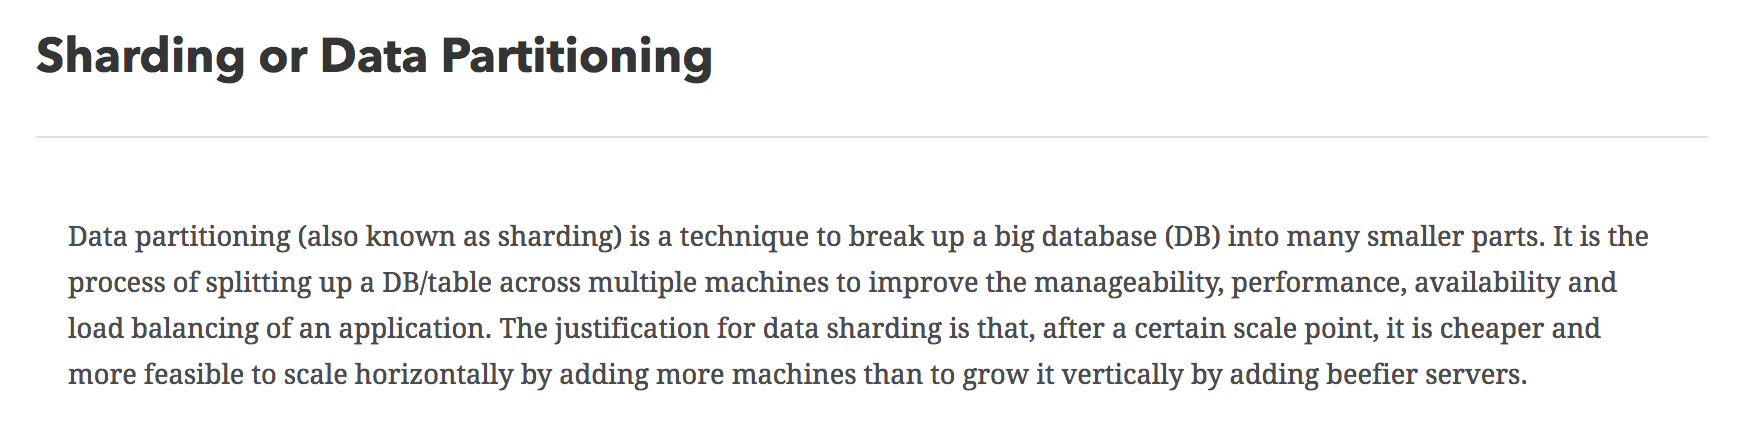 Sharding or Data Partitioning
Data partitioning (also known as sharding) is a technique to break up a big database (DB) into many smaller parts. It is the
process of splitting up a DB/table across multiple machines to improve the manageability, performance, availability and
load balancing of an application. The justification for data sharding is that, after a certain scale point, it is cheaper and
more feasible to scale horizontally by adding more machines than to grow it vertically by adding beefier servers.